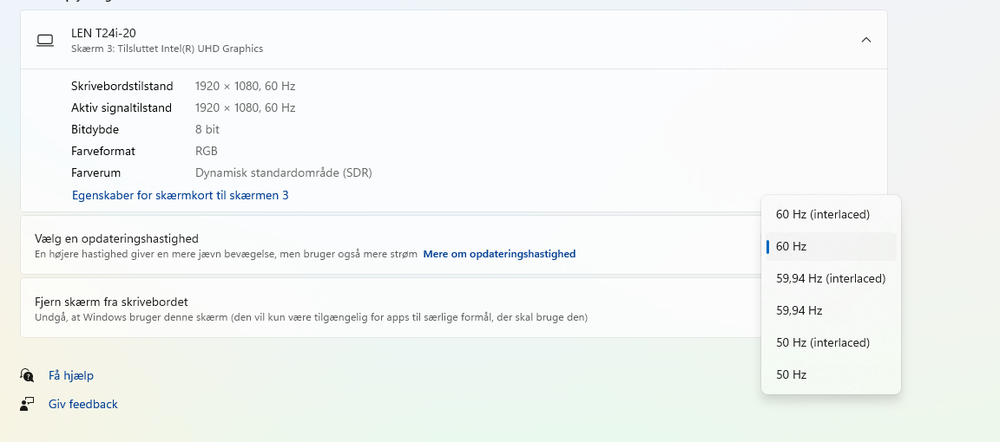 LEN T24i-20
Skærm 3: Tilsluttet Intel(R) UHD Graphics
Skrivebordstilstand 1920 × 1080, 60 Hz
Aktiv signaltilstand 1920 × 1080, 60 Hz
Bitdybde 8 bit
Farveformat RGB
Farverum Dynamisk standardområde (SDR)
Egenskaber for skærmkort til skærmen 3
Vælg en opdateringshastighed
En højere hastighed giver en mere jævn bevægelse, men bruger også mere strøm Mere om opdateringshastighed
Fjern skærm fra skrivebordet
Undgå, at Windows bruger denne skærm (den vil kun være tilgængelig for apps til særlige formål, der skal bruge den)
60 Hz (interlaced)
60 Hz
59,94 Hz (interlaced)
59,94 Hz
50 Hz (interlaced)
50 Hz
Få hjælp
Giv feedback